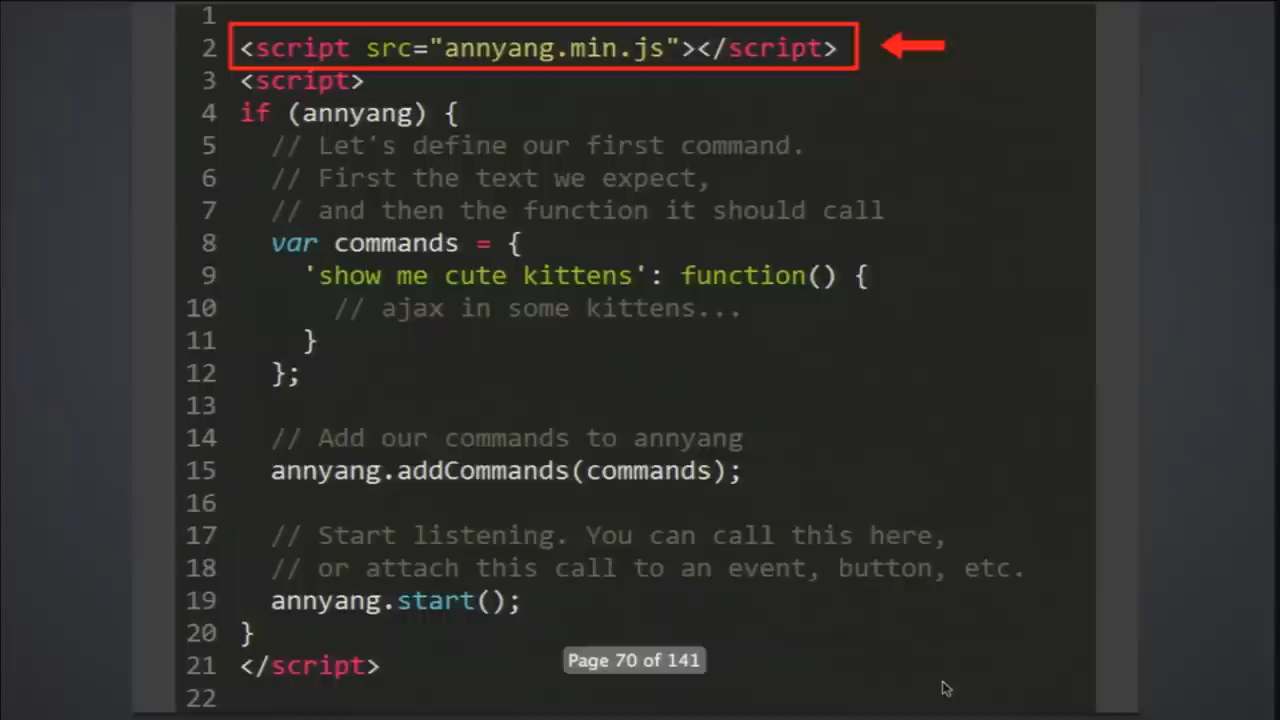 1
2 <script src="annyang.min.js"></script>
3 <script>
4 if (annyang) {
5 // Let's define our first command.
6 // First the text we expect,
7 // and then the function it should call
8 var commands = {
9 'show me cute kittens': function() {
10 // ajax in some kittens...
11 }
12 };
13
14 // Add our commands to annyang
15 annyang.addCommands(commands);
16
17 // Start listening. You can call this here,
18 // or attach this call to an event, button, etc.
19 annyang.start();
20 }
21 </script>
Page 70 of 141
22